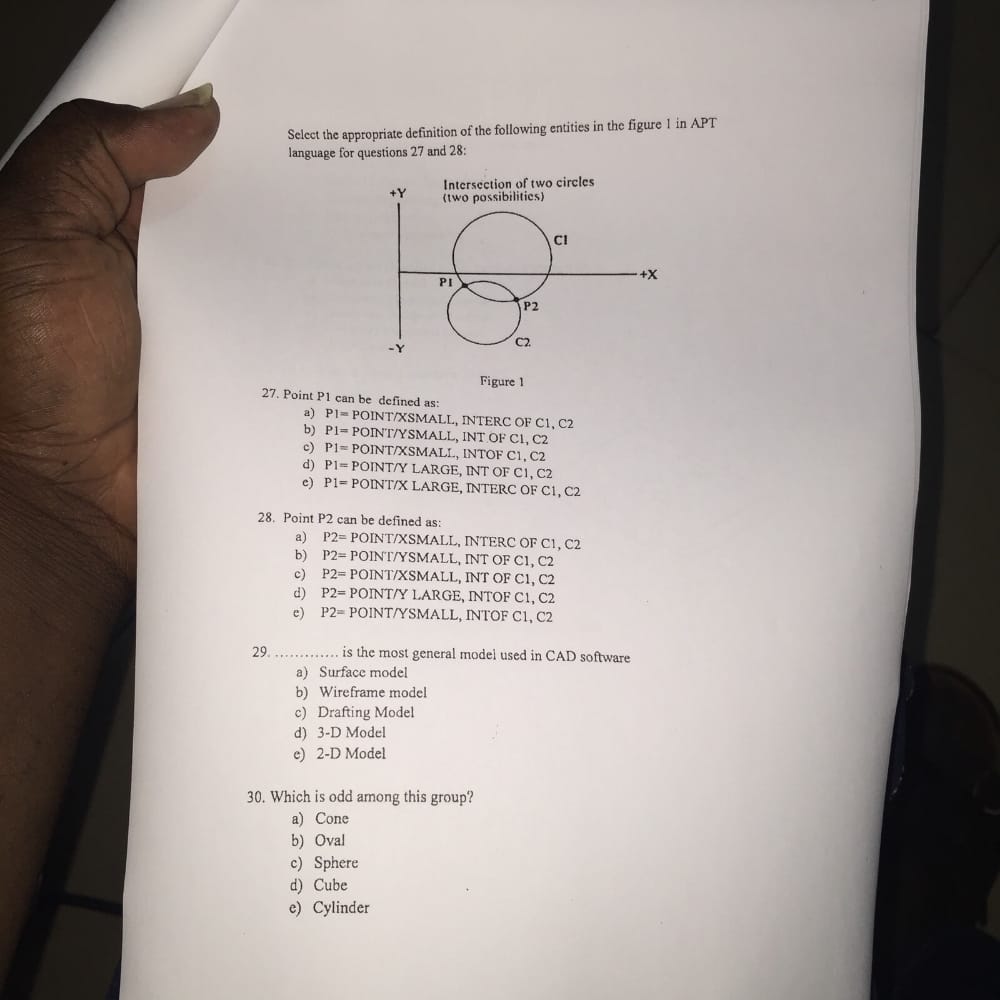 Select the appropriate definition of the following entities in the figure 1 in APT
language for questions 27 and 28:
Intersection of two circles
(two possibilities)
+Y
C1
+X
P1
P2
C2
-Y
Figure 1
27. Point P1 can be defined as:
a) P1= POINT/XSMALL, INTERC OF C1, C2
b) P1= POINT/YSMALL, INT OF C1, C2
c) P1= POINT/XSMALL, INTOF C1, C2
d) P1= POINT/Y LARGE, INT OF C1, C2
e) P1= POINT/X LARGE, INTERC OF C1, C2
28. Point P2 can be defined as:
a) P2= POINT/XSMALL, INTERC OF C1, C2
b) P2= POINT/YSMALL, INT OF C1, C2
c) P2= POINT/XSMALL, INT OF C1, C2
d) P2= POINT/Y LARGE, INTOF C1, C2
e) P2= POINT/YSMALL, INTOF C1, C2
29. ............. is the most general model used in CAD software
a) Surface model
b) Wireframe model
c) Drafting Model
d) 3-D Model
e) 2-D Model
30. Which is odd among this group?
a) Cone
b) Oval
c) Sphere
d) Cube
e) Cylinder